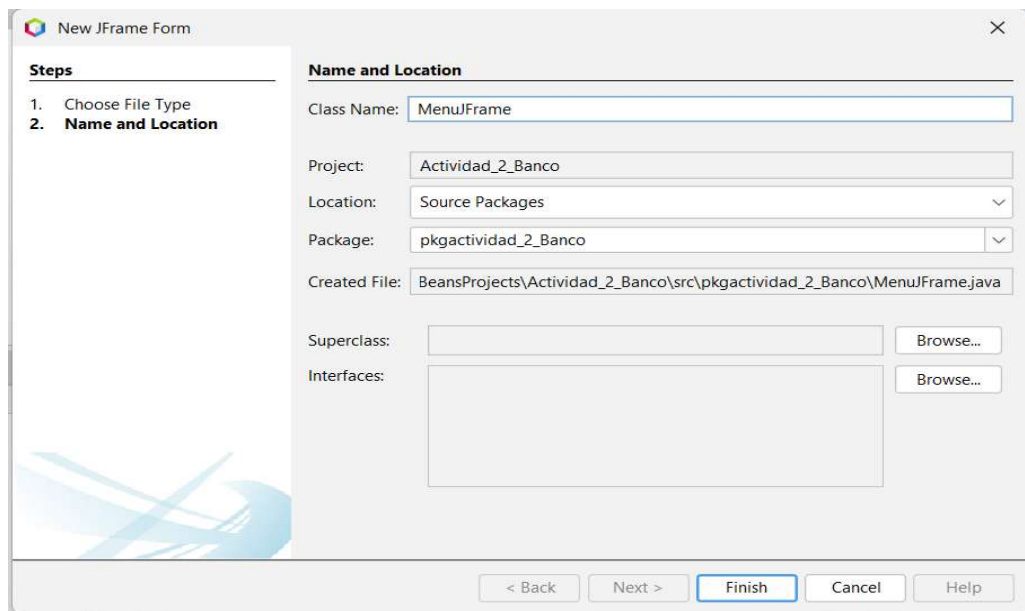 New JFrame Form
Steps
1. Choose File Type
2. Name and Location
Name and Location
Class Name: MenuJFrame
Project: Actividad_2_Banco
Location: Source Packages
Package: pkgactividad_2_Banco
Created File: BeansProjects\Actividad_2_Banco\src\pkgactividad_2_Banco\MenuJFrame.java
Superclass: Browse...
Interfaces: Browse...
< Back Next > Finish Cancel Help